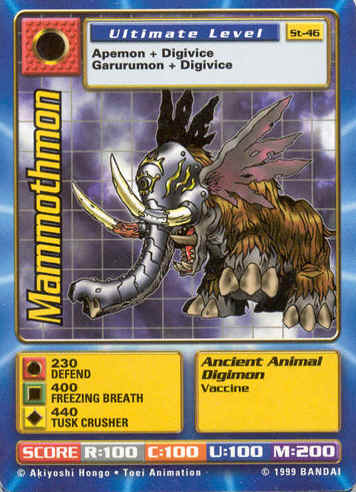 Ultimate Level
St-46
Apemon + Digivice
Garurumon + Digivice
Mammothmon
230
DEFEND
400
FREEZING BREATH
440
TUSK CRUSHER
Ancient Animal
Digimon
Vaccine
SCORE R:100 C:100 U:100 M:200
© Akiyoshi Hongo • Toei Animation © 1999 BANDAI